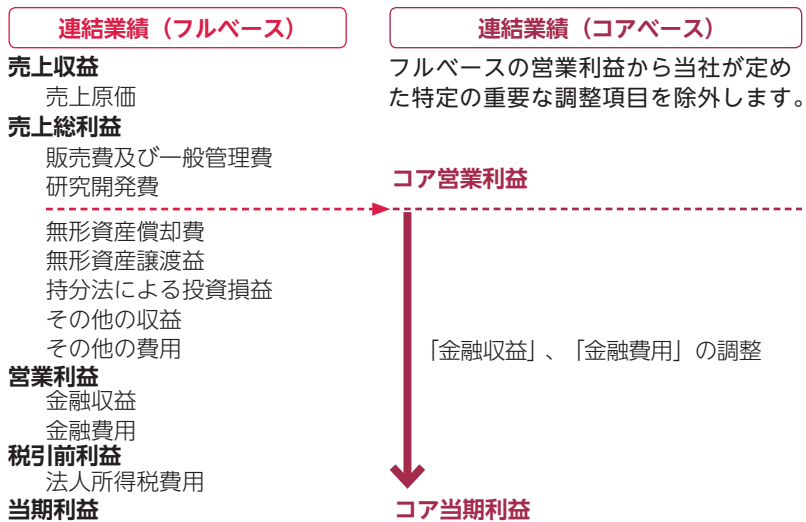 連結業績（フルベース）
売上収益
売上原価
売上総利益
販売費及び一般管理費
研究開発費
無形資産償却費
無形資産譲渡益
持分法による投資損益
その他の収益
その他の費用
営業利益
金融収益
金融費用
税引前利益
法人所得税費用
当期利益
連結業績（コアベース）
フルベースの営業利益から当社が定め
た特定の重要な調整項目を除外します。
コア営業利益
「金融収益」、「金融費用」の調整
コア当期利益